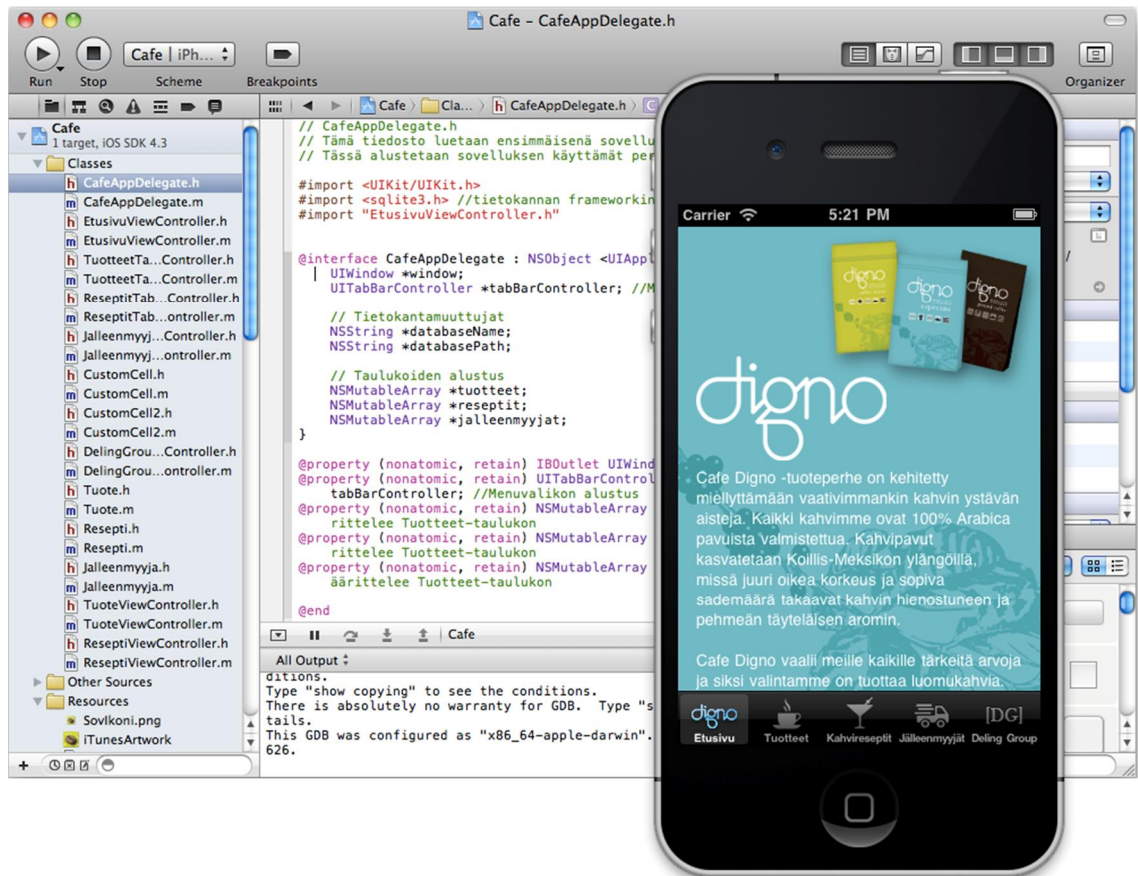 Cafe – CafeAppDelegate.h
Cafe | iPh...
Run Stop Scheme Breakpoints Organizer
Cafe Cla... CafeAppDelegate.h
Cafe
1 target, iOS SDK 4.3
Classes
CafeAppDelegate.h
CafeAppDelegate.m
EtusivuViewController.h
EtusivuViewController.m
TuotteetTa...Controller.h
TuotteetTa...Controller.m
ReseptitTab...Controller.h
ReseptitTab...ontroller.m
Jalleenmyyj...Controller.h
Jalleenmyyj...ontroller.m
CustomCell.h
CustomCell.m
CustomCell2.h
CustomCell2.m
DelingGrou...Controller.h
DelingGrou...ontroller.m
Tuote.h
Tuote.m
Resepti.h
Resepti.m
Jalleenmyyja.h
Jalleenmyyja.m
TuoteViewController.h
TuoteViewController.m
ReseptiViewController.h
ReseptiViewController.m
Other Sources
Resources
Sovlkoni.png
iTunesArtwork
// CafeAppDelegate.h
// Tämä tiedosto luetaan ensimmäisenä sovellu
// Tässä alustetaan sovelluksen käyttämät per
#import <UIKit/UIKit.h>
#import <sqlite3.h> //tietokannan frameworkin
#import "EtusivuViewController.h"
@interface CafeAppDelegate : NSObject <UIAppl
UIWindow *window;
UITabBarController *tabBarController; //M
// Tietokantamuuttujat
NSString *databaseName;
NSString *databasePath;
// Taulukoiden alustus
NSMutableArray *tuotteet;
NSMutableArray *reseptit;
NSMutableArray *jalleenmyyjat;
}
@property (nonatomic, retain) IBOutlet UIWind
@property (nonatomic, retain) UITabBarControl
tabBarController; //Menuvalikon alustus
@property (nonatomic, retain) NSMutableArray
rittelee Tuotteet-taulukon
@property (nonatomic, retain) NSMutableArray
rittelee Tuotteet-taulukon
@property (nonatomic, retain) NSMutableArray
äärittelee Tuotteet-taulukon
@end
Cafe
All Output
ditions.
Type "show copying" to see the conditions.
There is absolutely no warranty for GDB. Type "s
tails.
This GDB was configured as "x86_64-apple-darwin".
626.
Carrier 5:21 PM
digno
digno
digno
digno
Cafe Digno -tuoteperhe on kehitetty
miellyttämään vaativimmankin kahvin ystävän
aisteja. Kaikki kahvimme ovat 100% Arabica
pavuista valmistettua. Kahvipavut
kasvatetaan Koillis-Meksikon ylängöillä,
missä juuri oikea korkeus ja sopiva
sademäärä takaavat kahvin hienostuneen ja
pehmeän täyteläisen aromin.
Cafe Digno vaalii meille kaikille tärkeitä arvoja
ja siksi valintamme on tuottaa luomukahvia.
digno [DG]
Etusivu Tuotteet Kahvireseptit Jälleenmyyjät Deling Group